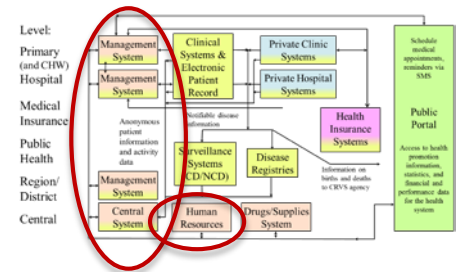 Level:
Primary
(and CHW)
Hospital
Medical
Insurance
Public
Health
Region/
District
Central
Management
System
Management
System
Anonymous
patient
information
and activity
data
Management
System
Central
System
Clinical
Systems &
Electronic
Patient
Record
Notifiable disease
information
Surveillance
Systems
(CD/NCD)
Human
Resources
Private Clinic
Systems
Private Hospital
Systems
Disease
Registries
Drugs/Supplies
System
Health
Insurance
Systems
Information on
births and deaths
to CRVS agency
Schedule
medical
appointments,
reminders via
SMS
Public
Portal
Access to health
promotion
information,
statistics, and
financial and
performance data
for the health
system